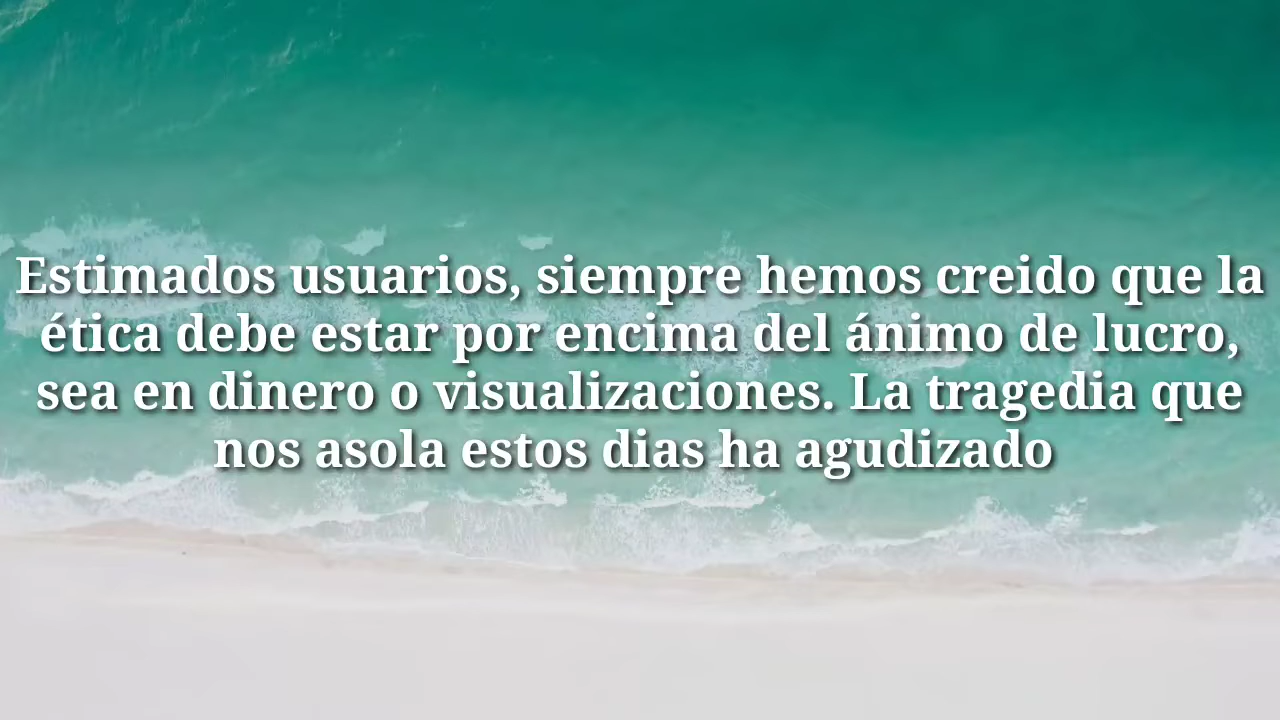 Estimados usuarios, siempre hemos creido que la
ética debe estar por encima del ánimo de lucro,
sea en dinero o visualizaciones. La tragedia que
nos asola estos dias ha agudizado